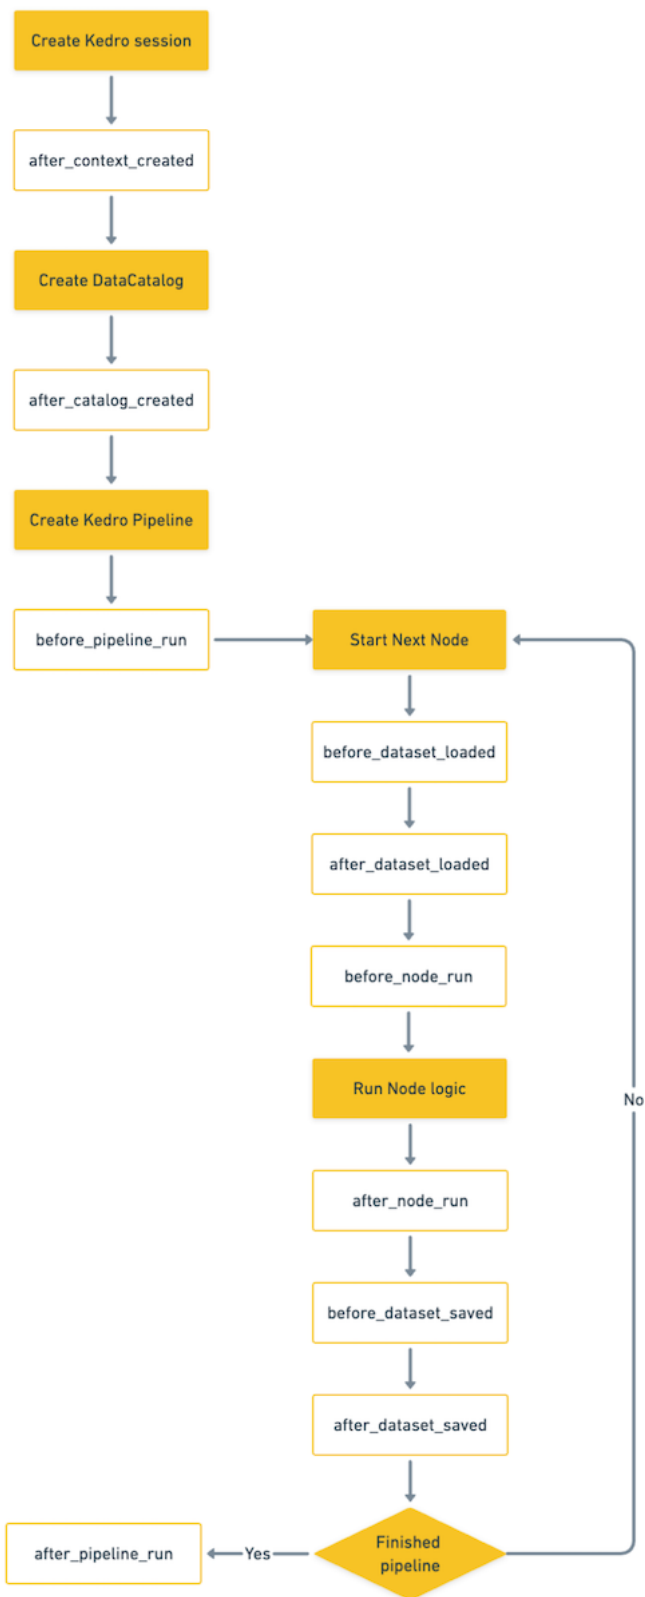 Create Kedro session
after_context_created
Create DataCatalog
after_catalog_created
Create Kedro Pipeline
before_pipeline_run
Start Next Node
before_dataset_loaded
after_dataset_loaded
before_node_run
Run Node logic
No
after_node_run
before_dataset_saved
after_dataset_saved
Finished
pipeline
Yes
after_pipeline_run